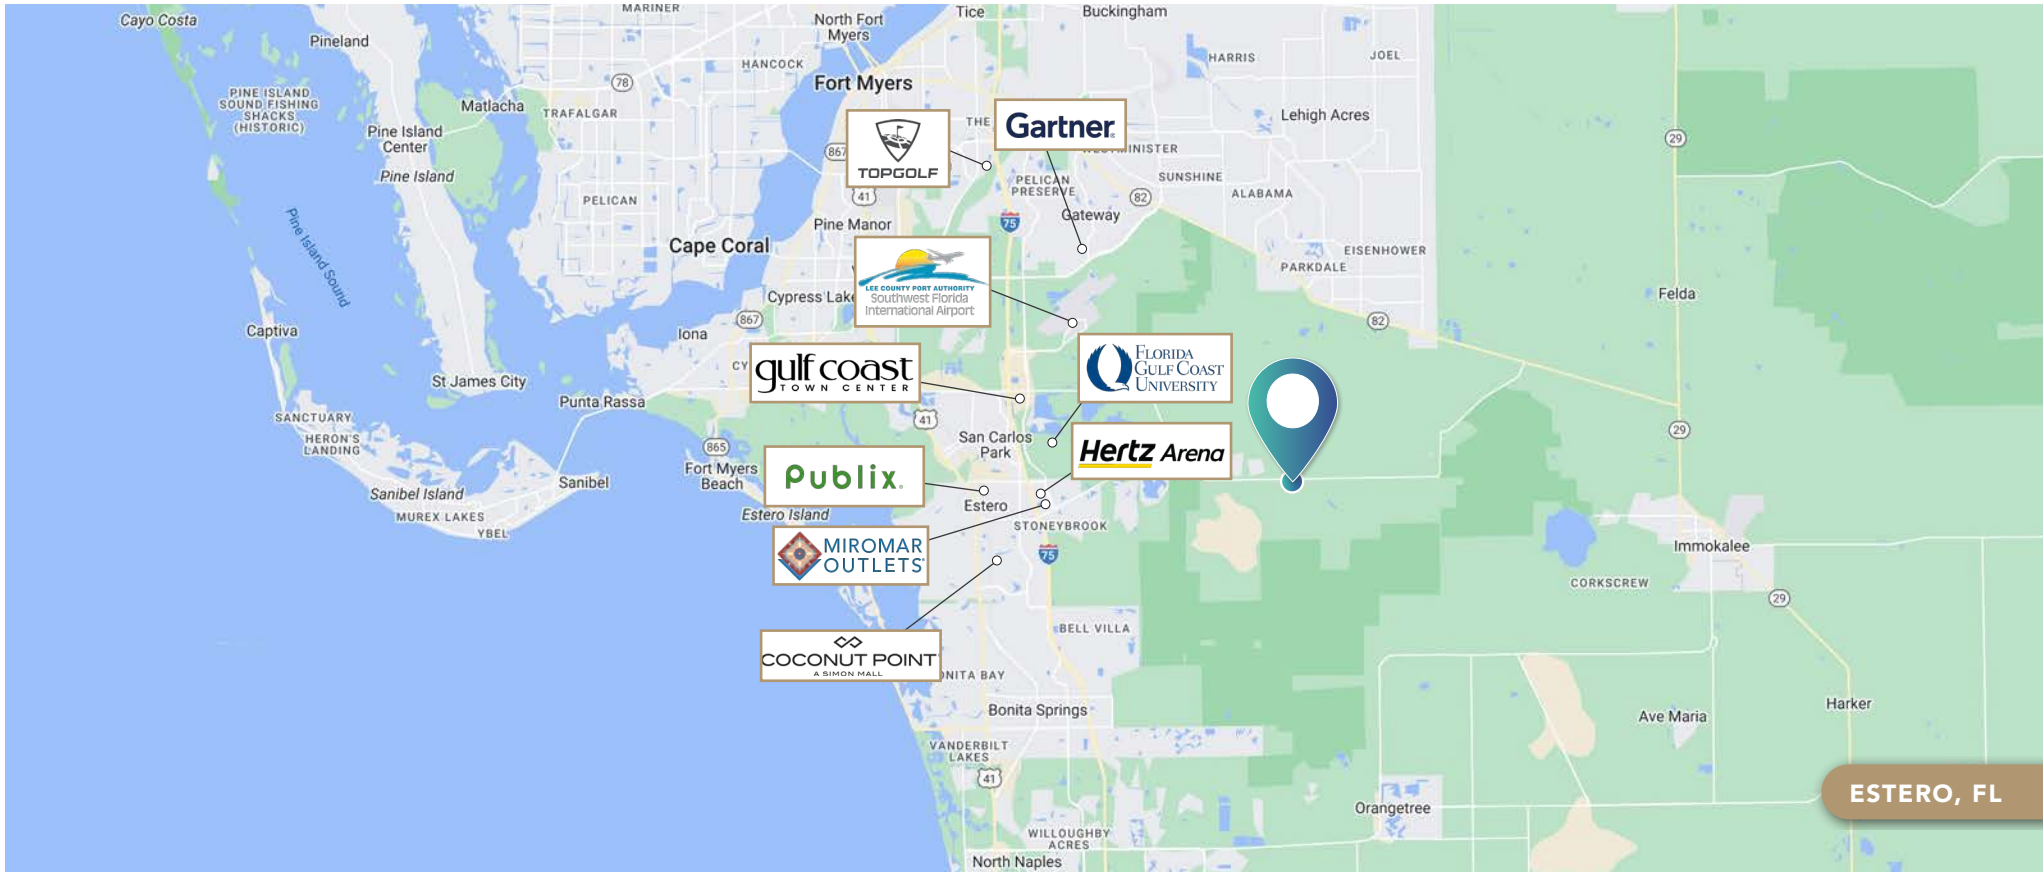 Cayo Costa
MARINER
Tice
Buckingham
North Fort
Myers
Pineland
HANCOCK
HARRIS
JOEL
Fort Myers
78
PINE ISLAND
SOUND FISHING
SHACKS
(HISTORIC)
Matlacha
TRAFALGAR
THE
Gartner
Lehigh Acres
29
Pine Island
Center
867
TOPGOLF
WESTMINISTER
Pine Island
PELICAN
PRESERVE
SUNSHINE
ALABAMA
82
41
PELICAN
Gateway
Pine Manor
75
Pine Island Sound
Cape Coral
EISENHOWER
PARKDALE
LEE COUNTY PORT AUTHORITY
Southwest Florida
International Airport
Cypress Lake
Felda
867
82
Captiva
Iona
CY
gulf coast
TOWN CENTER
FLORIDA
GULF COAST
UNIVERSITY
St James City
Punta Rassa
SANCTUARY
41
29
HERON'S
LANDING
San Carlos
Park
865
Hertz Arena
Fort Myers
Beach
Publix
Sanibel
Sanibel Island
Estero
Estero Island
MUREX LAKES
YBEL
STONEYBROOK
MIROMAR
OUTLETS
75
Immokalee
CORKSCREW
29
BELL VILLA
COCONUT POINT
A SIMON MALL
ONITA BAY
Bonita Springs
Harker
Ave Maria
VANDERBILT
LAKES
41
ESTERO, FL
Orangetree
WILLOUGHBY
ACRES
North Naples